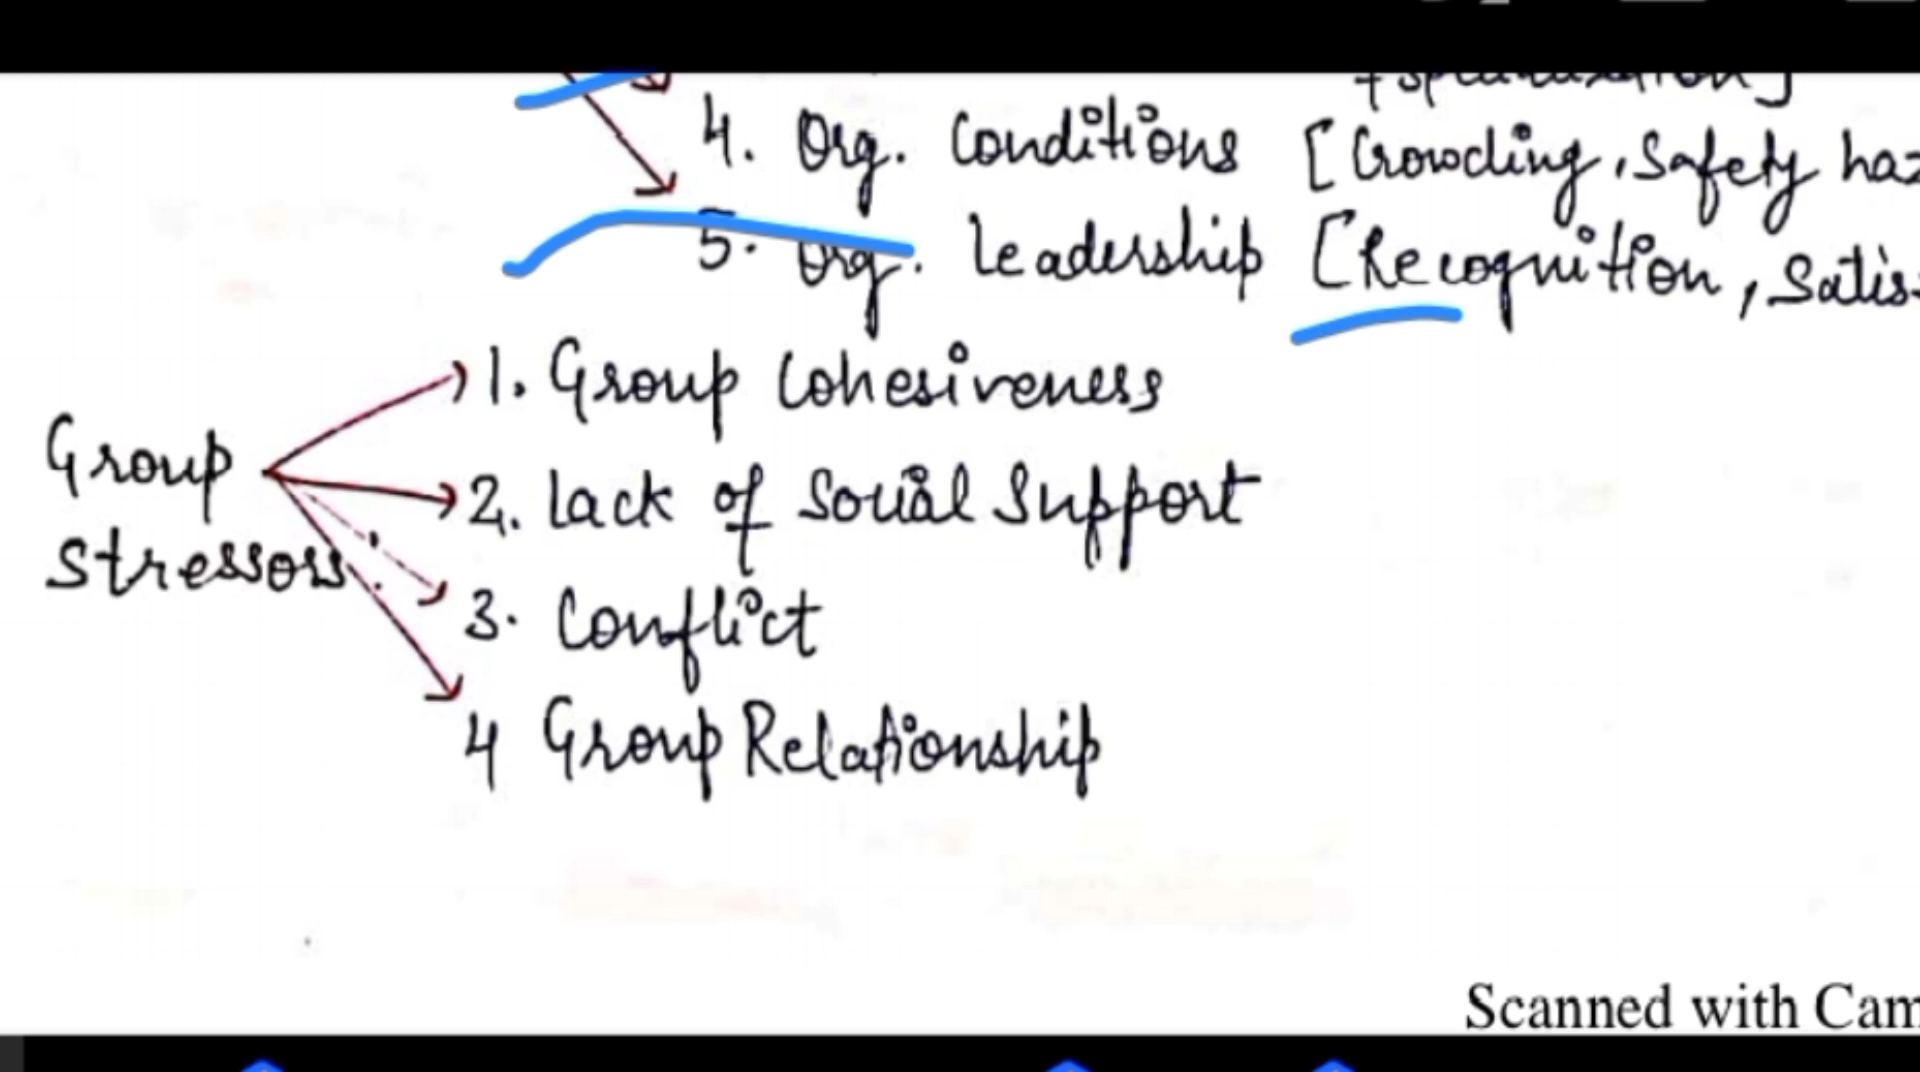 4. Org. Conditions [Crowding, Safety
5. Org. Leadership [Recognition,
1. Group Cohesiveness
Group
2. Lack of Social Support
Stressors:
3. Conflict
4 Group Relationship
Scanned with Cam